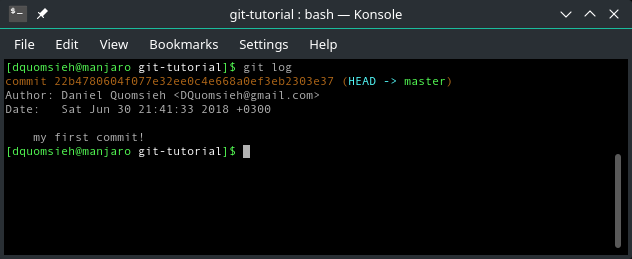 git-tutorial : bash — Konsole
File Edit View Bookmarks Settings Help
[dquomsieh@manjaro git-tutorial]$ git log
commit 22b4780604f077e32ee0c4e668a0ef3eb2303e37 (HEAD -> master)
Author: Daniel Quomsieh <DQuomsieh@gmail.com>
Date:   Sat Jun 30 21:41:33 2018 +0300
    my first commit!
[dquomsieh@manjaro git-tutorial]$